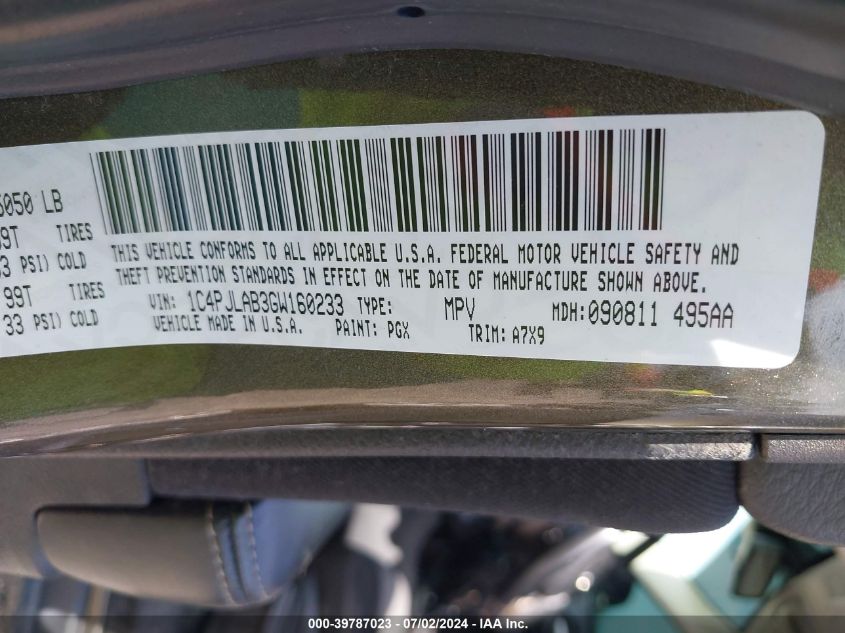 6050 LB
99T TIRES
33 PSI) COLD
99T TIRES
33 PSI) COLD
THIS VEHICLE CONFORMS TO ALL APPLICABLE U.S.A. FEDERAL MOTOR VEHICLE SAFETY AND
THEFT PREVENTION STANDARDS IN EFFECT ON THE DATE OF MANUFACTURE SHOWN ABOVE.
VIN: 1C4PJLAB3GW160233 TYPE: MPV MDH:090811 495AA
VEHICLE MADE IN U.S.A. PAINT: PGX TRIM: A7X9
000-39787023 - 07/02/2024 - IAA Inc.